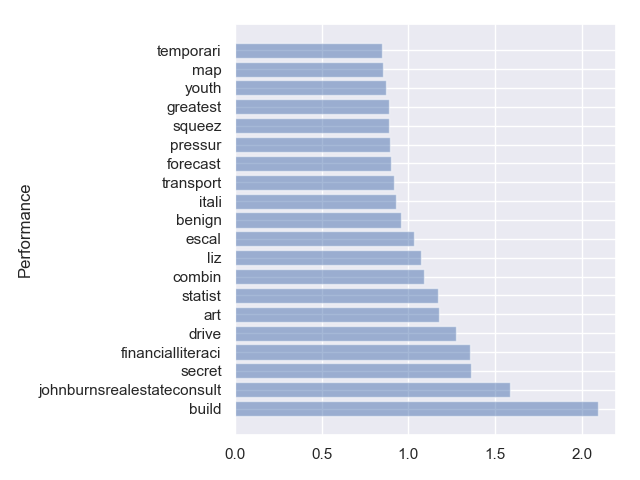 temporari
map
youth
greatest
squeez
pressur
forecast
transport
itali
benign
escal
liz
combin
statist
art
drive
financialliteraci
secret
johnburnsrealestateconsult
build
Performance
0.0 0.5 1.0 1.5 2.0